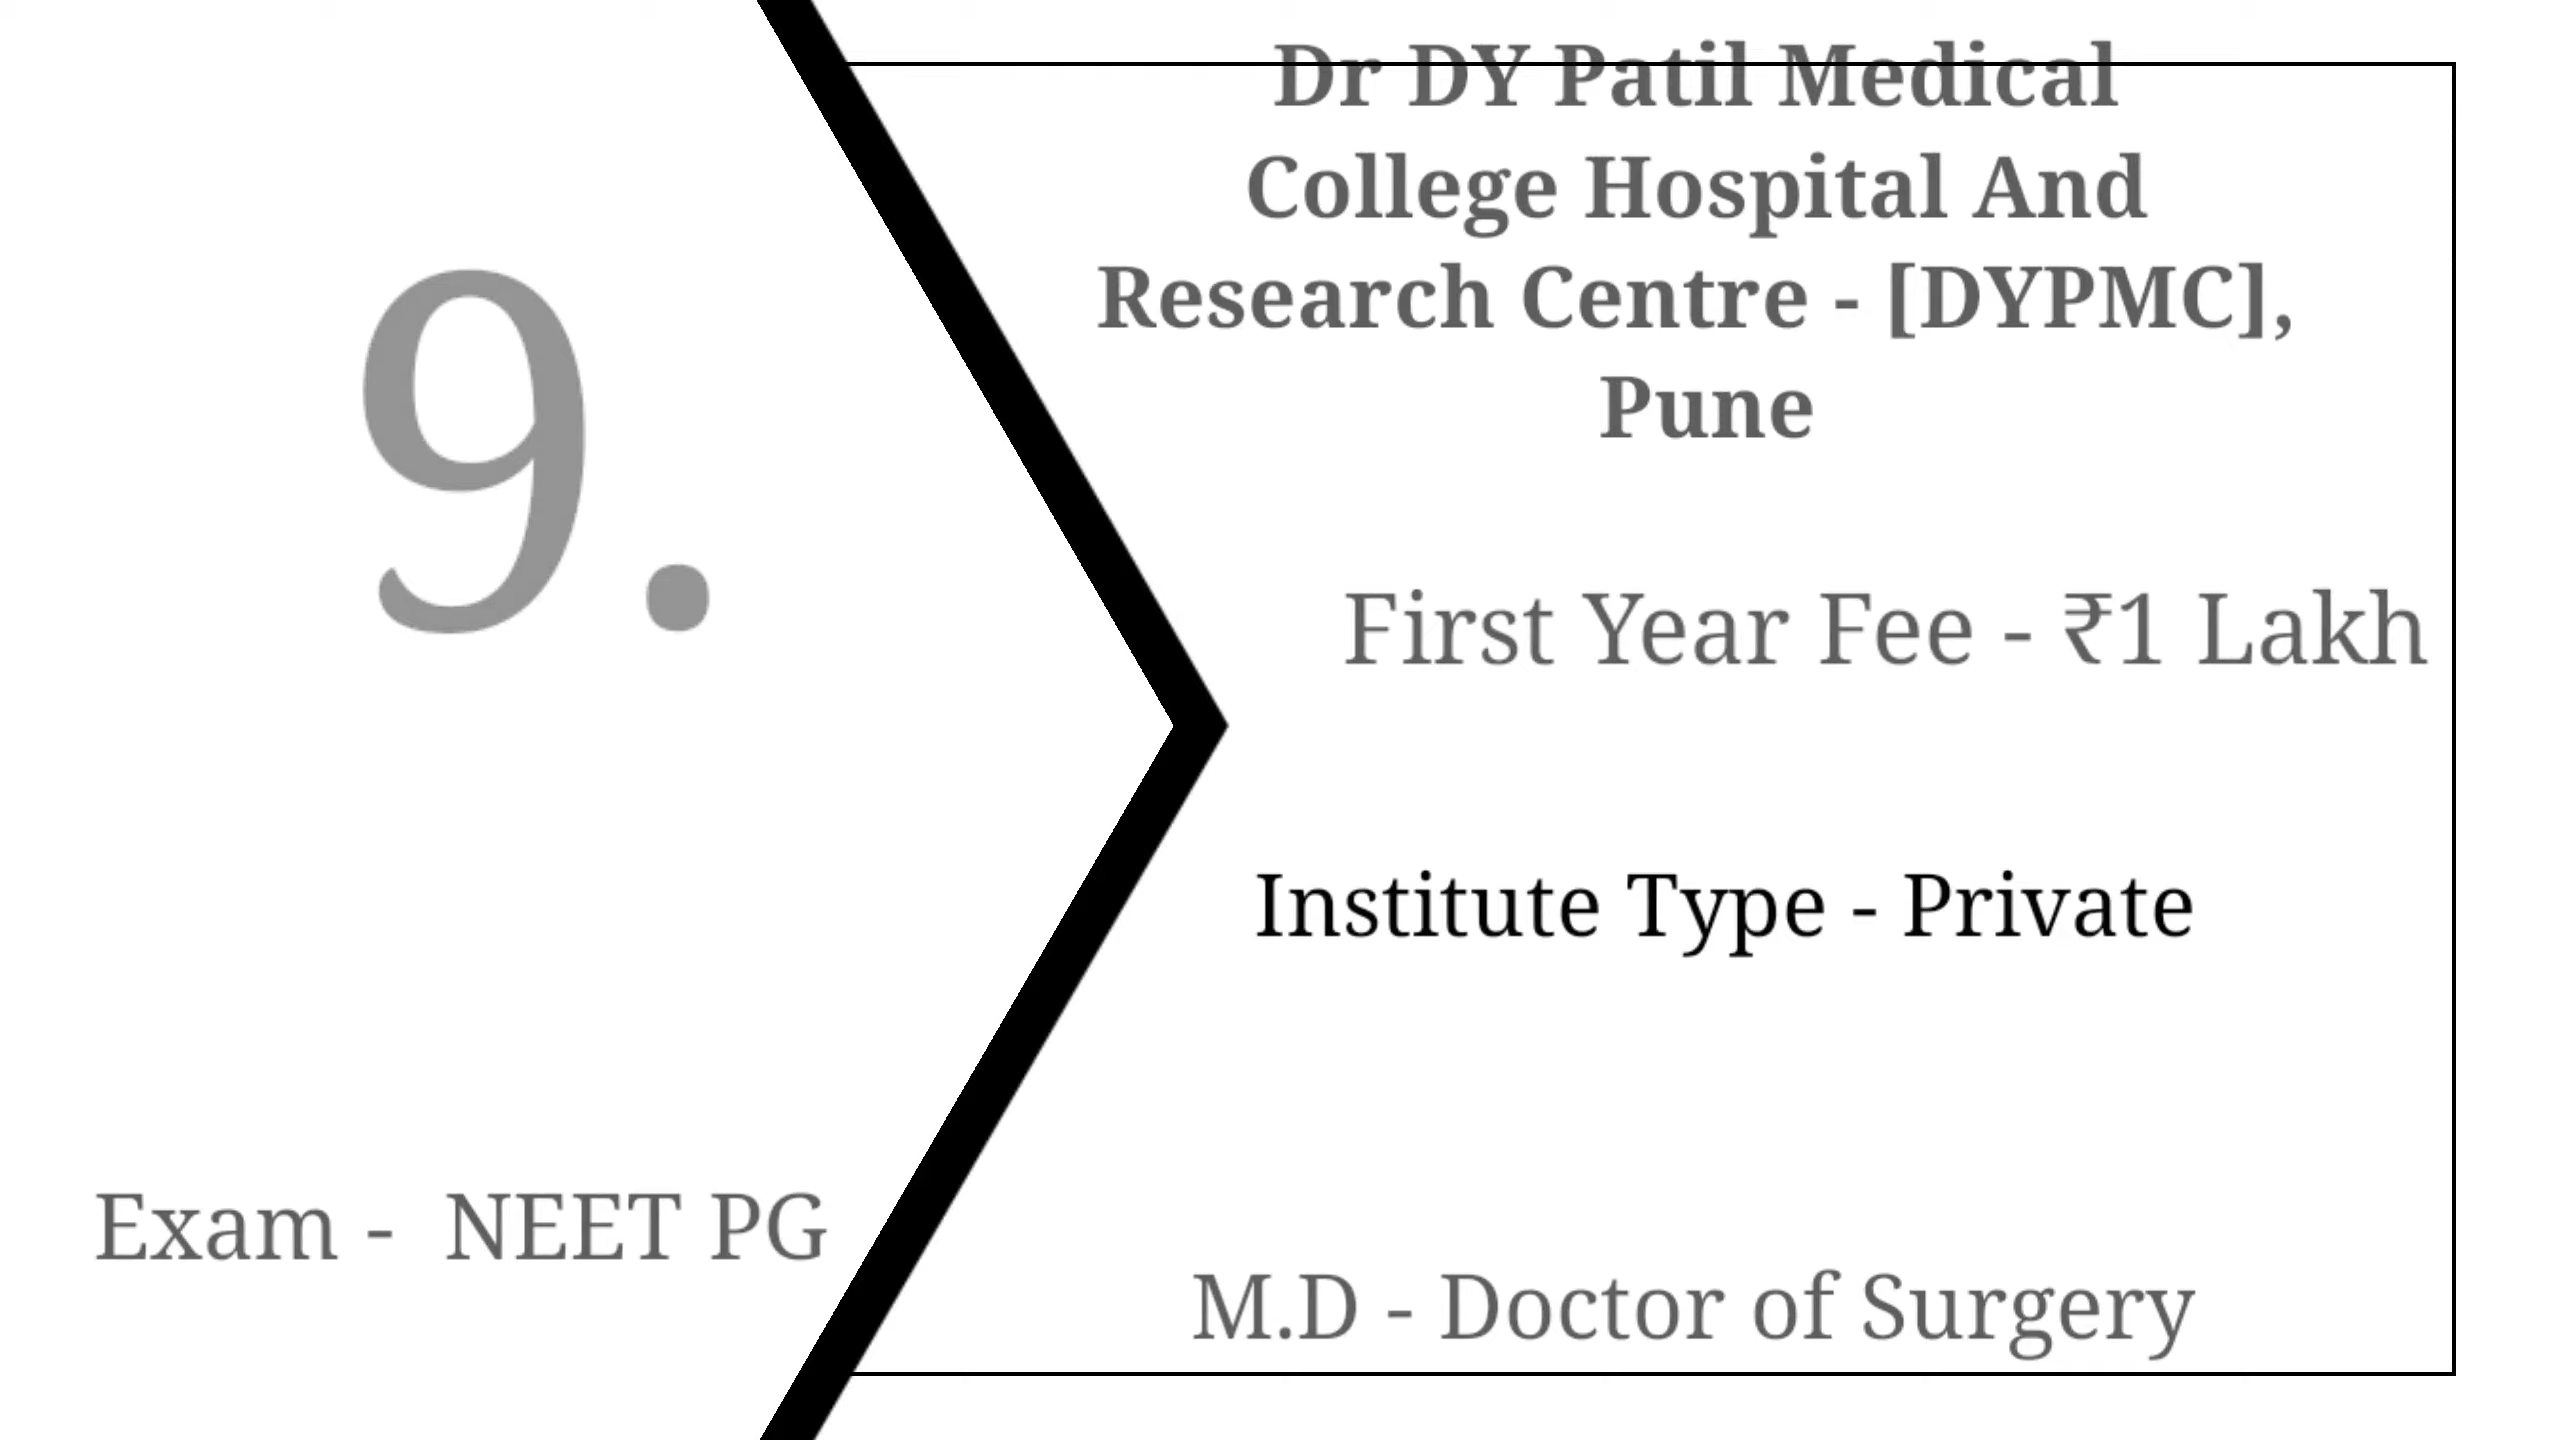 9.
Exam -  NEET PG
Dr DY Patil Medical
College Hospital And
Research Centre - [DYPMC],
Pune
First Year Fee - ₹1 Lakh
Institute Type - Private
M.D - Doctor of Surgery